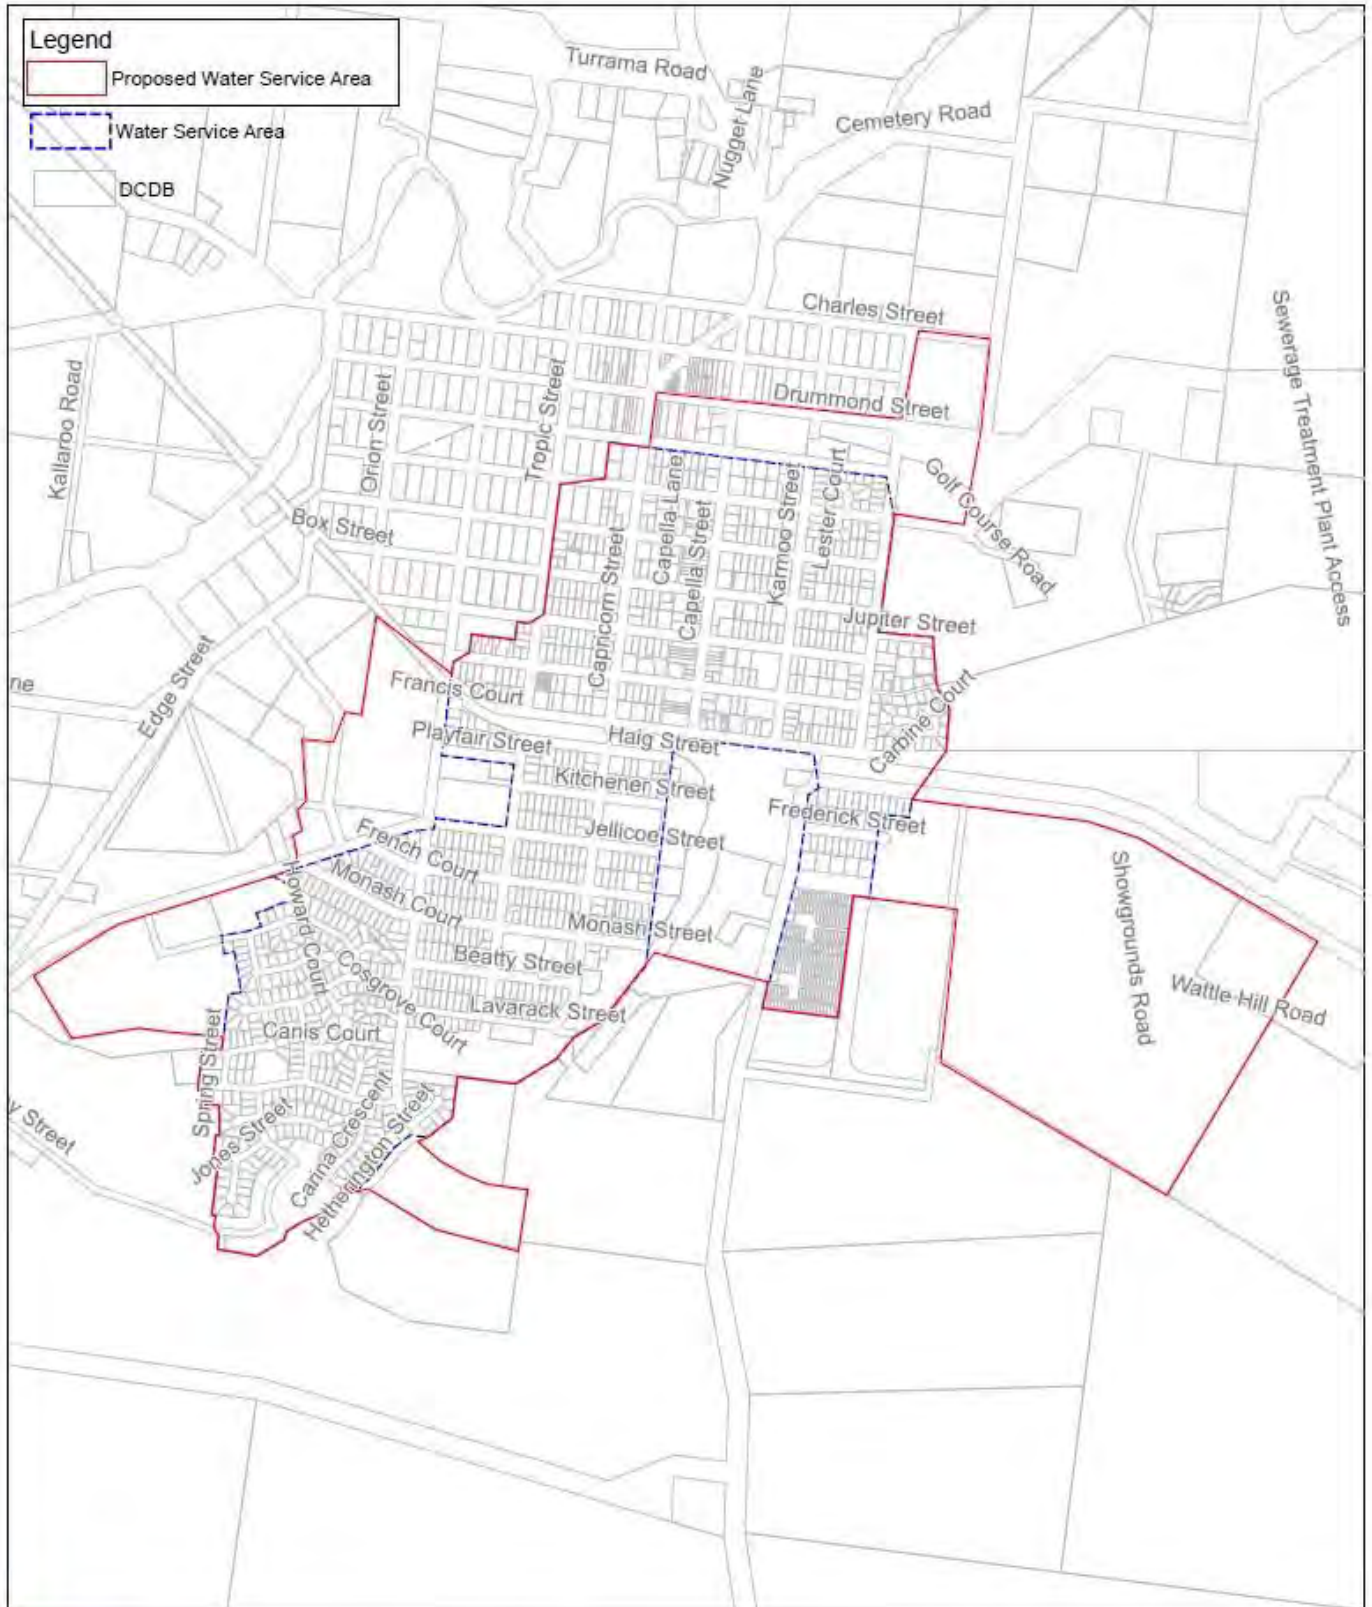 Legend
Proposed Water Service Area
Water Service Area
DCDB
Turrama Road
Nugget Lane
Cemetery Road
Charles Street
Sewerage Treatment Plant Access
Kallaroo Road
Orion Street
Tropic Street
Drummond Street
Box Street
Capricorn Street
Capella Lane
Capella Street
Karmoo Street
Lester Court
Golf Course Road
Jupiter Street
Edge Street
ne
Francis Court
Playfair Street
Haig Street
Carbine Court
Kitchener Street
Frederick Street
Jellicoe Street
French Court
Howard Court
Monash Court
Monash Street
Showgrounds Road
Beatty Street
Cosgrove Court
Lavarack Street
Wattle Hill Road
Canis Court
Spring Street
y Street
Jones Street
Carina Crescent
Hetherington Street